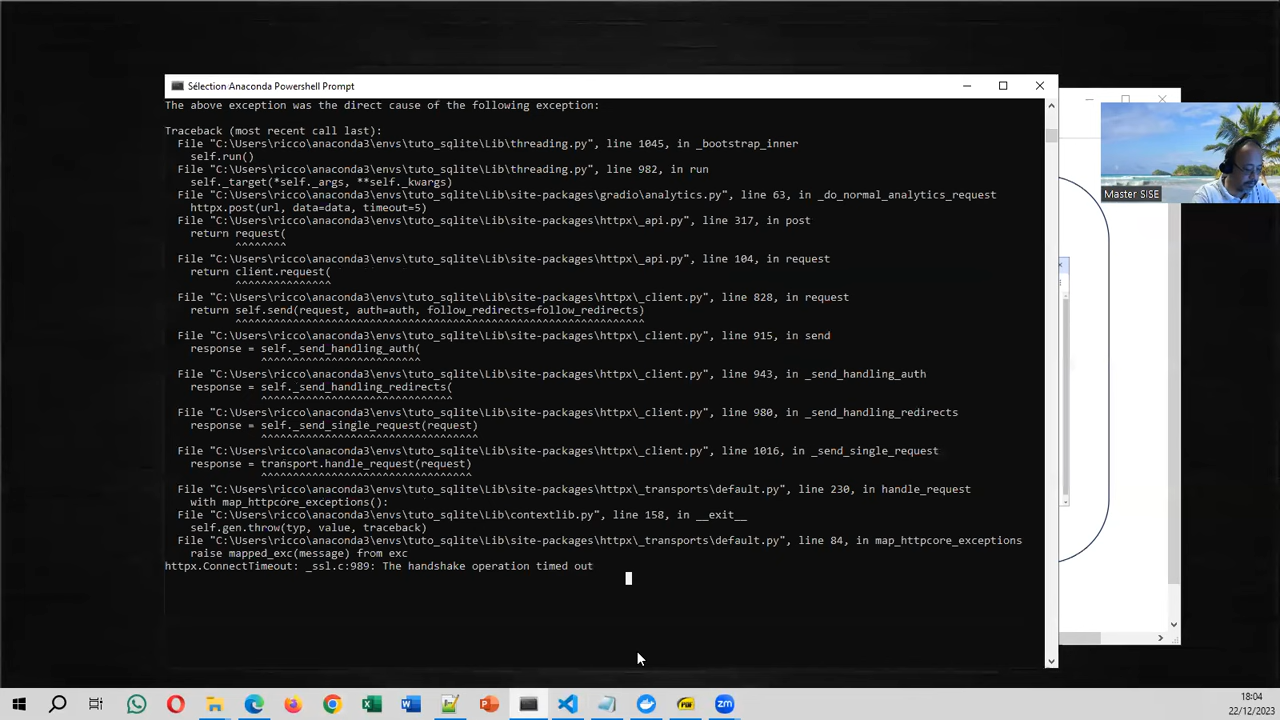 Sélection Anaconda Powershell Prompt
The above exception was the direct cause of the following exception:
Traceback (most recent call last):
File "C:\Users\ricco\anaconda3\envs\tuto_sqlite\Lib\threading.py", line 1045, in _bootstrap_inner
self.run()
File "C:\Users\ricco\anaconda3\envs\tuto_sqlite\Lib\threading.py", line 982, in run
self._target(*self._args, **self._kwargs)
File "C:\Users\ricco\anaconda3\envs\tuto_sqlite\Lib\site-packages\gradio\analytics.py", line 63, in _do_normal_analytics_request
httpx.post(url, data=data, timeout=5)
File "C:\Users\ricco\anaconda3\envs\tuto_sqlite\Lib\site-packages\httpx\_api.py", line 317, in post
return request(
^^^^^^^^
File "C:\Users\ricco\anaconda3\envs\tuto_sqlite\Lib\site-packages\httpx\_api.py", line 104, in request
return client.request(
^^^^^^^^^^^^^^^
File "C:\Users\ricco\anaconda3\envs\tuto_sqlite\Lib\site-packages\httpx\_client.py", line 828, in request
return self.send(request, auth=auth, follow_redirects=follow_redirects)
^^^^^^^^^^^^^^^^^^^^^^^^^^^^^^^^^^^^^^^^^^^^^^^^^^^^^^^^^^^^^^^^
File "C:\Users\ricco\anaconda3\envs\tuto_sqlite\Lib\site-packages\httpx\_client.py", line 915, in send
response = self._send_handling_auth(
^^^^^^^^^^^^^^^^^^^^^^^^^
File "C:\Users\ricco\anaconda3\envs\tuto_sqlite\Lib\site-packages\httpx\_client.py", line 943, in _send_handling_auth
response = self._send_handling_redirects(
^^^^^^^^^^^^^^^^^^^^^^^^^^^^^^
File "C:\Users\ricco\anaconda3\envs\tuto_sqlite\Lib\site-packages\httpx\_client.py", line 980, in _send_handling_redirects
response = self._send_single_request(request)
^^^^^^^^^^^^^^^^^^^^^^^^^^^^^^^^^^
File "C:\Users\ricco\anaconda3\envs\tuto_sqlite\Lib\site-packages\httpx\_client.py", line 1016, in _send_single_request
response = transport.handle_request(request)
^^^^^^^^^^^^^^^^^^^^^^^^^^^^^^^^^
File "C:\Users\ricco\anaconda3\envs\tuto_sqlite\Lib\site-packages\httpx\_transports\default.py", line 230, in handle_request
with map_httpcore_exceptions():
File "C:\Users\ricco\anaconda3\envs\tuto_sqlite\Lib\contextlib.py", line 158, in __exit__
self.gen.throw(typ, value, traceback)
File "C:\Users\ricco\anaconda3\envs\tuto_sqlite\Lib\site-packages\httpx\_transports\default.py", line 84, in map_httpcore_exceptions
raise mapped_exc(message) from exc
httpx.ConnectTimeout: _ssl.c:989: The handshake operation timed out
Master SISE
PDF
zm
18:04
22/12/2023